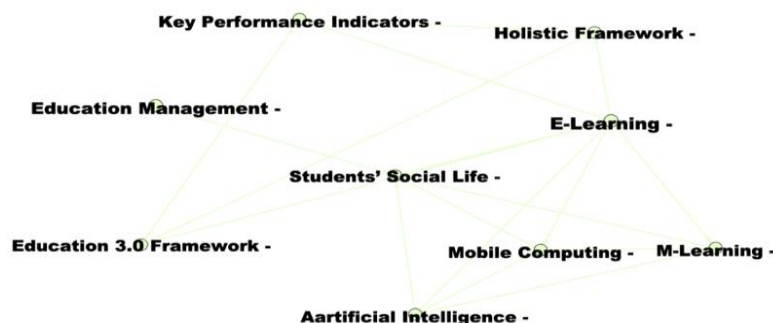 Key Performance Indicators -
Holistic Framework -
Education Management -
E-Learning -
Students’ Social Life -
Education 3.0 Framework -
Mobile Computing -
M-Learning -
Aartificial Intelligence -